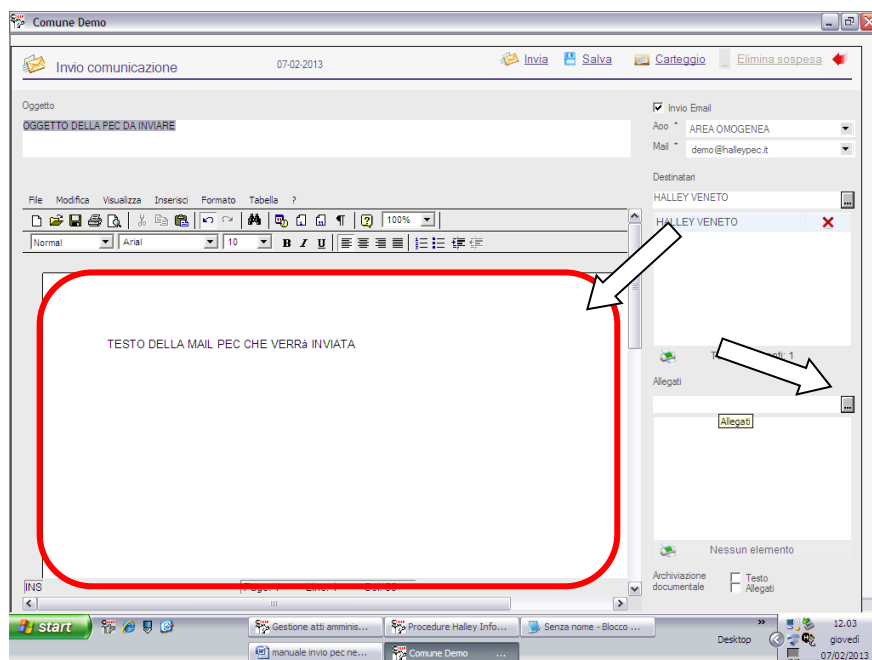 Comune Demo
Invio comunicazione
07-02-2013
Invia
Salva
Carteggio
Elimina sospesa
Oggetto
OGGETTO DELLA PEC DA INVIARE
Invio Email
Aoo * AREA OMOGENEA
Mail * demo@halleypec.it
Destinatari
HALLEY VENETO
HALLEY VENETO
File Modifica Visualizza Inserisci Formato Tabella ?
100%
Normal Arial 10 B I U
TESTO DELLA MAIL PEC CHE VERRà INVIATA
1
Allegati
Allegati
Nessun elemento
Archiviazione documentale
Testo
Allegati
INS
start
Gestione atti amminis...
Procedure Halley Info...
Senza nome - Blocco ...
manuale invio pec ne...
Comune Demo ...
Desktop
12.03
giovedì
07/02/2013